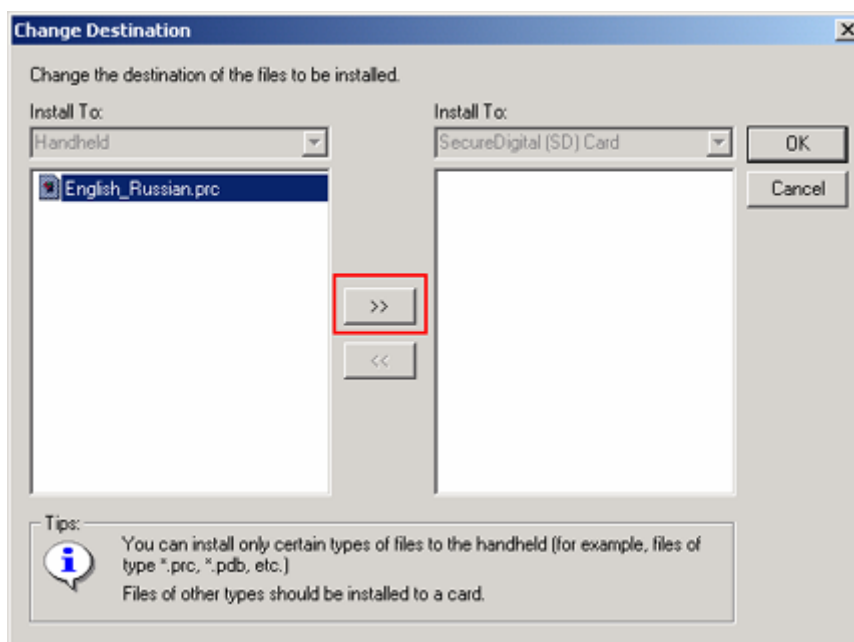 Change Destination
Change the destination of the files to be installed.
Install To:
Install To:
Handheld
SecureDigital (SD) Card
OK
English_Russian.prc
Cancel
>>
<<
Tips:
You can install only certain types of files to the handheld (for example, files of
type *.prc, *.pdb, etc.)
Files of other types should be installed to a card.